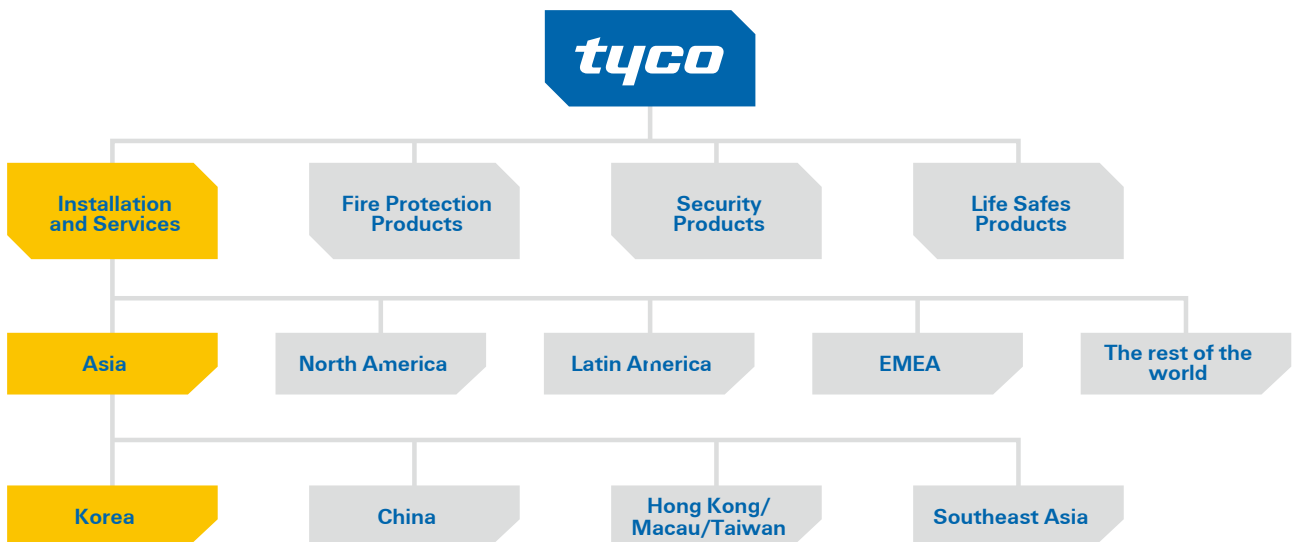 tyco
Installation
and Services
Fire Protection
Products
Security
Products
Life Safes
Products
Asia
North America
Latin America
EMEA
The rest of the
world
Korea
China
Hong Kong/
Macau/Taiwan
Southeast Asia